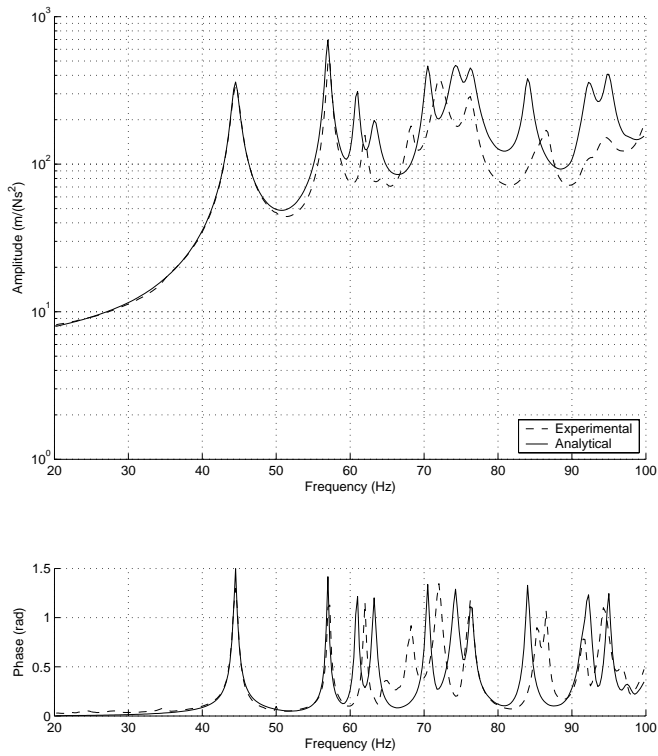 10³
10²
10¹
10⁰
Amplitude (m/(Ns²)
20 30 40 50 60 70 80 90 100
Frequency (Hz)
Experimental
Analytical
1.5
1
0.5
0
Phase (rad)
20 30 40 50 60 70 80 90 100
Frequency (Hz)